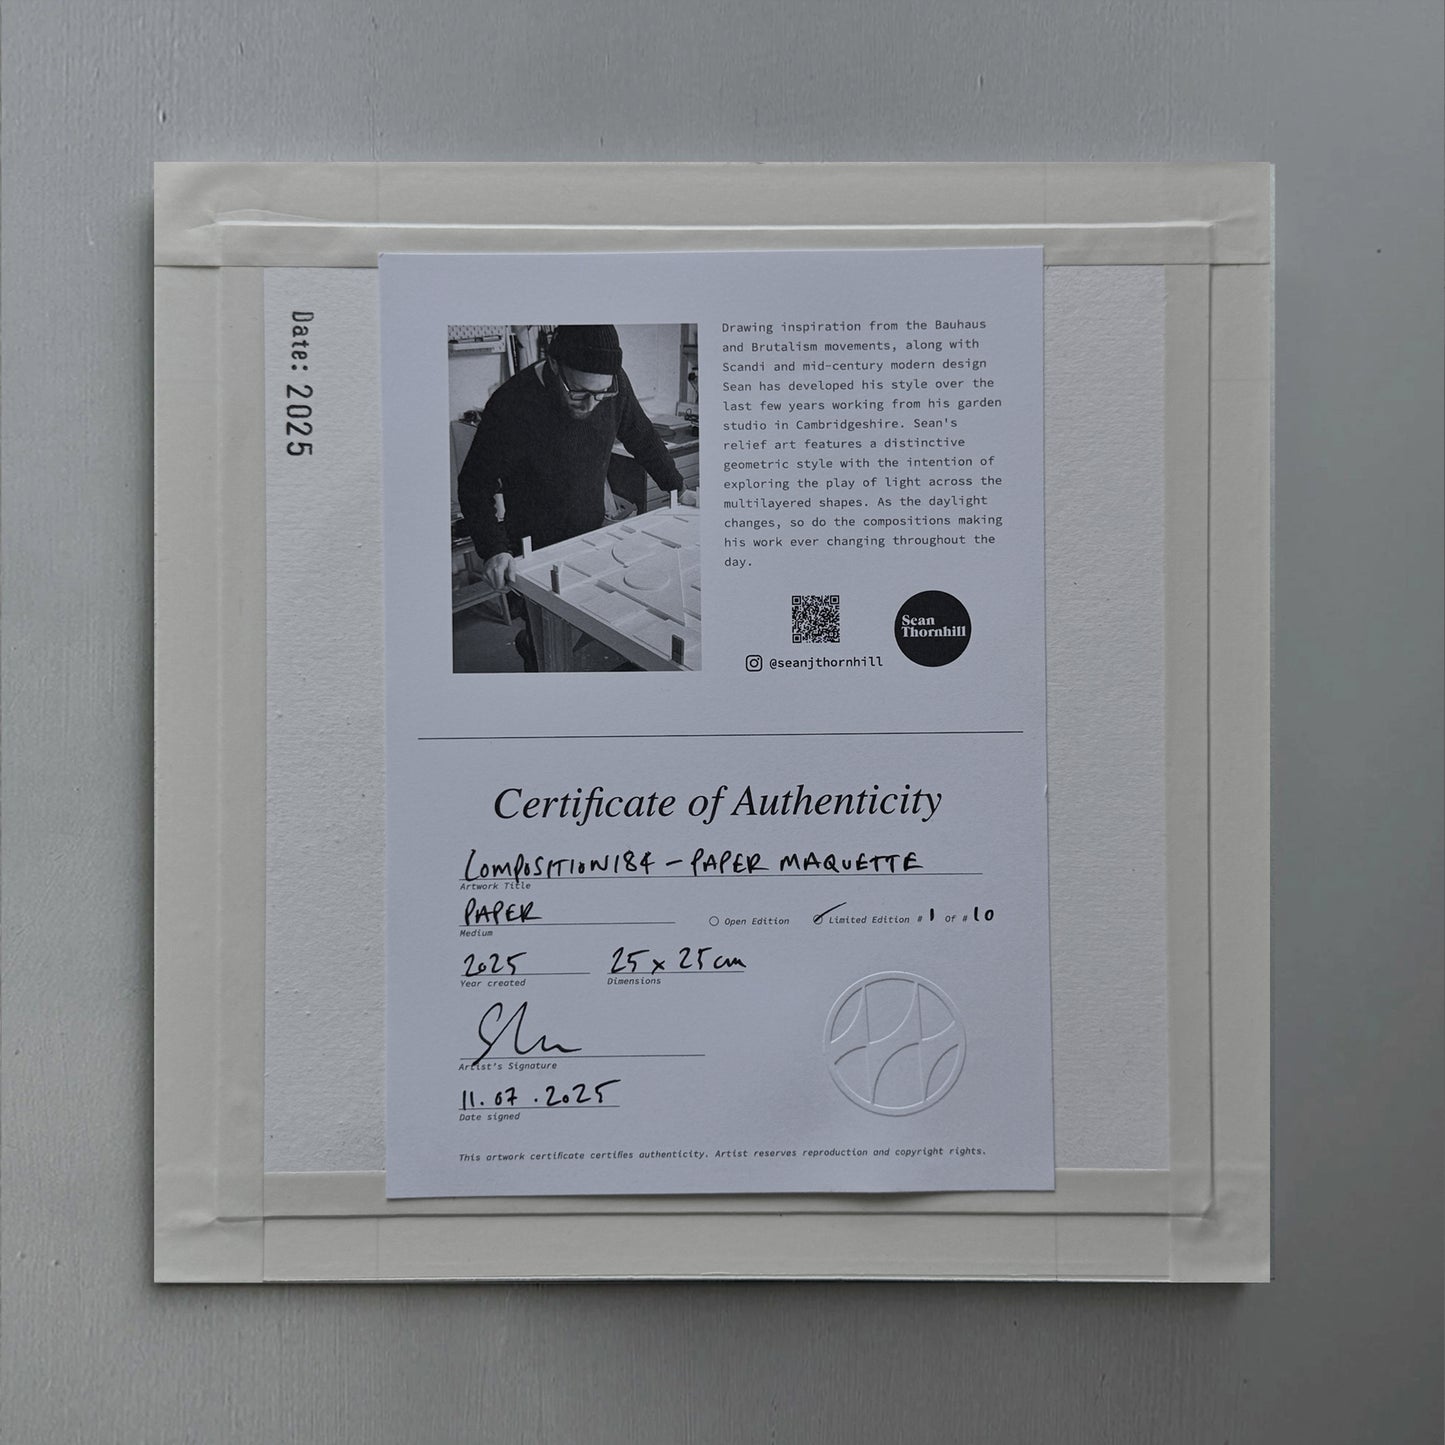 Date: 2025
Drawing inspiration from the Bauhaus
and Brutalism movements, along with
Scandi and mid-century modern design
Sean has developed his style over the
last few years working from his garden
studio in Cambridgeshire. Sean's
relief art features a distinctive
geometric style with the intention of
exploring the play of light across the
multilayered shapes. As the daylight
changes, so do the compositions making
his work ever changing throughout the
day.
Sean
Thornhill
@seanjthornhill
Certificate of Authenticity
COMPOSITION 184 - PAPER MAQUETTE
Artwork Title
PAPER
Medium
Open Edition
Limited Edition # 1 Of # 10
2025
Year created
25 x 25 cm
Dimensions
Artist's Signature
11.07.2025
Date signed
This artwork certificate certifies authenticity. Artist reserves reproduction and copyright rights.